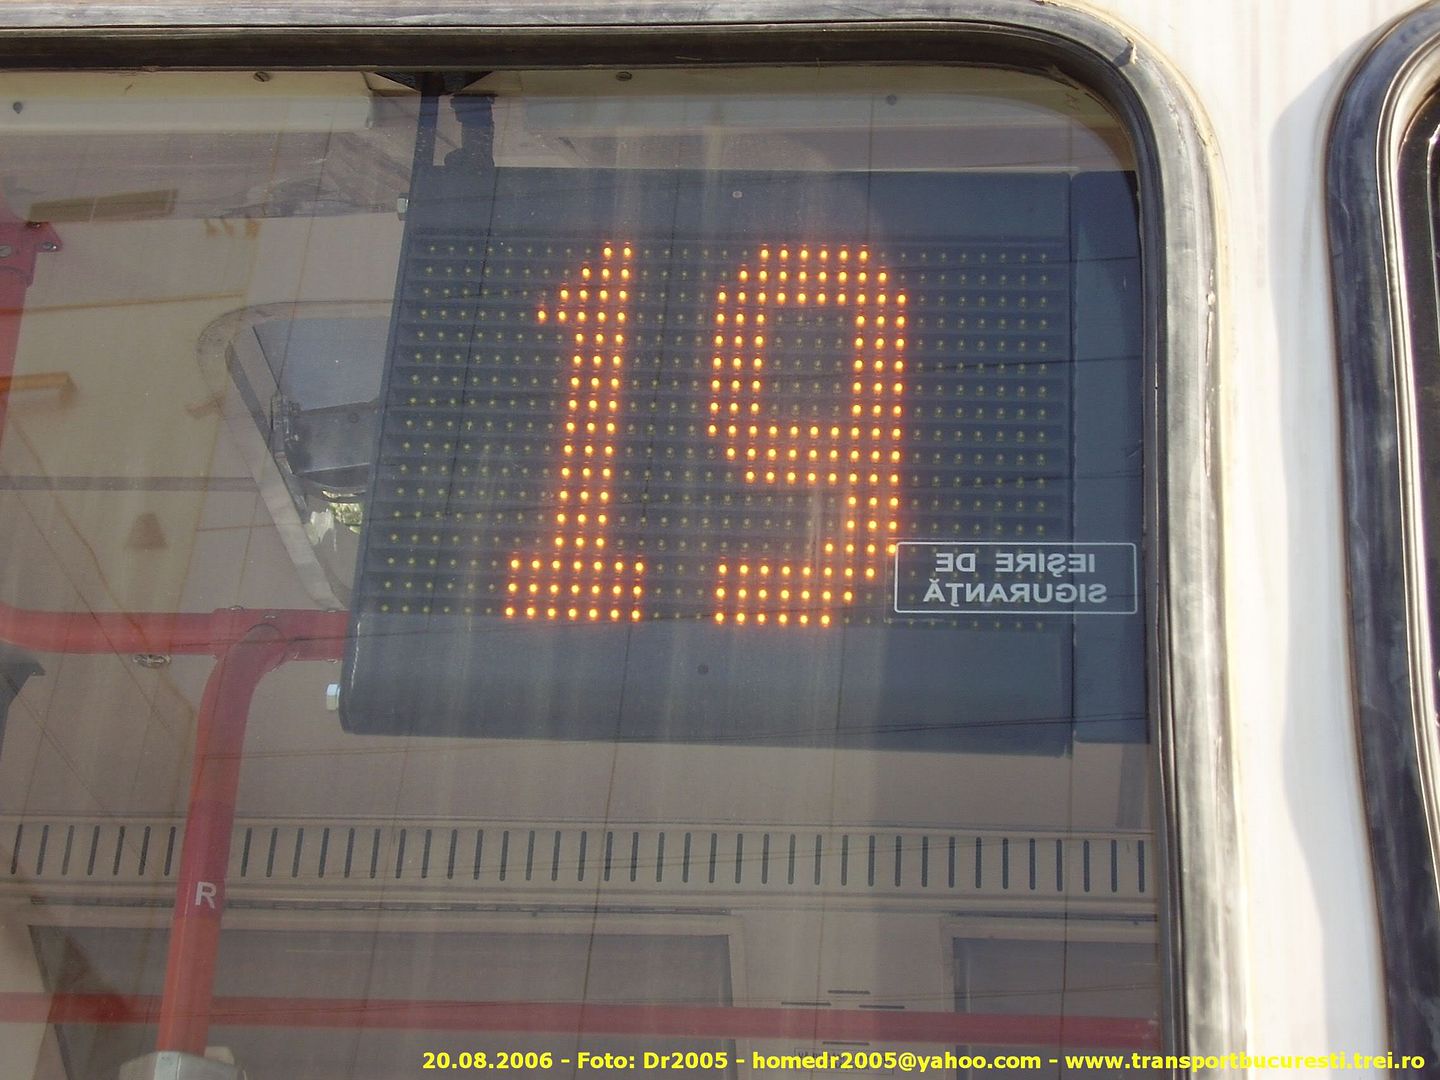 19
IEŞIRE DE
SIGURANŢĂ
R
20.08.2006 - Foto: Dr2005 - homedr2005@yahoo.com - www.transportbucuresti.trei.ro